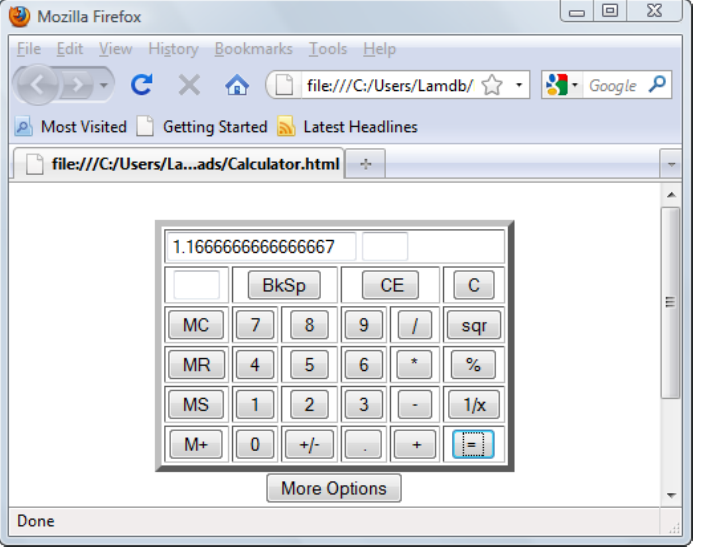 Mozilla Firefox
File Edit View History Bookmarks Tools Help
file:///C:/Users/Lamdb/ Google
Most Visited Getting Started Latest Headlines
file:///C:/Users/La...ads/Calculator.html
1.1666666666666667
BkSp CE C
MC 7 8 9 / sqr
MR 4 5 6 * %
MS 1 2 3 - 1/x
M+ 0 +/- . + =
More Options
Done